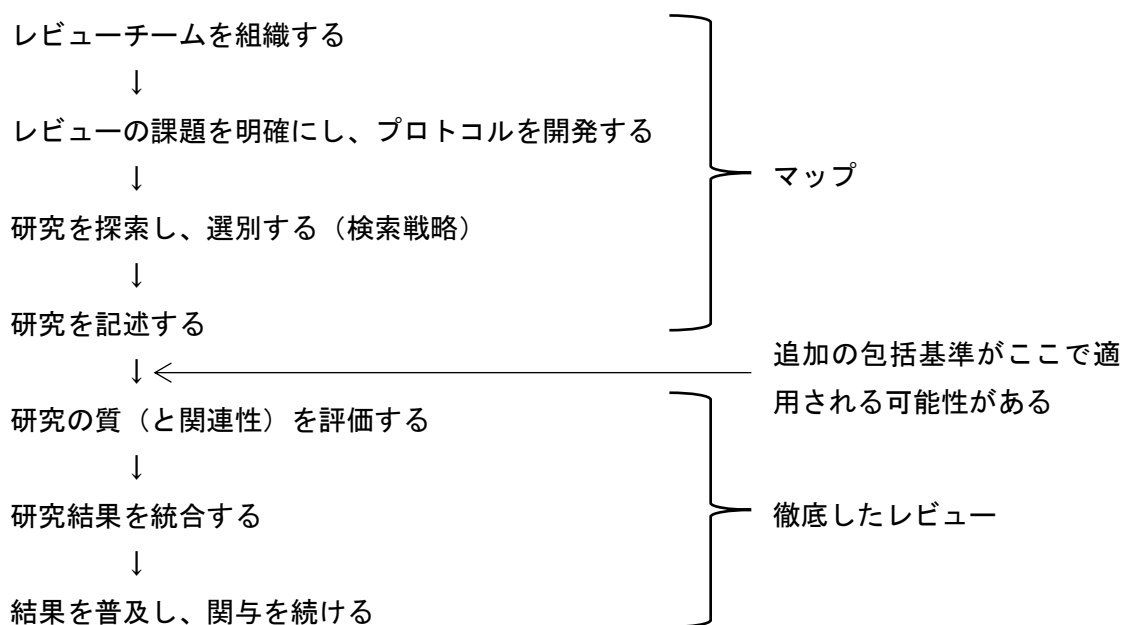 レビューチームを組織する
↓
レビューの課題を明確にし、プロトコルを開発する
↓
マップ
研究を探索し、選別する（検索戦略）
↓
研究を記述する
↓
追加の包括基準がここで適
用される可能性がある
研究の質（と関連性）を評価する
↓
研究結果を統合する
徹底したレビュー
↓
結果を普及し、関与を続ける